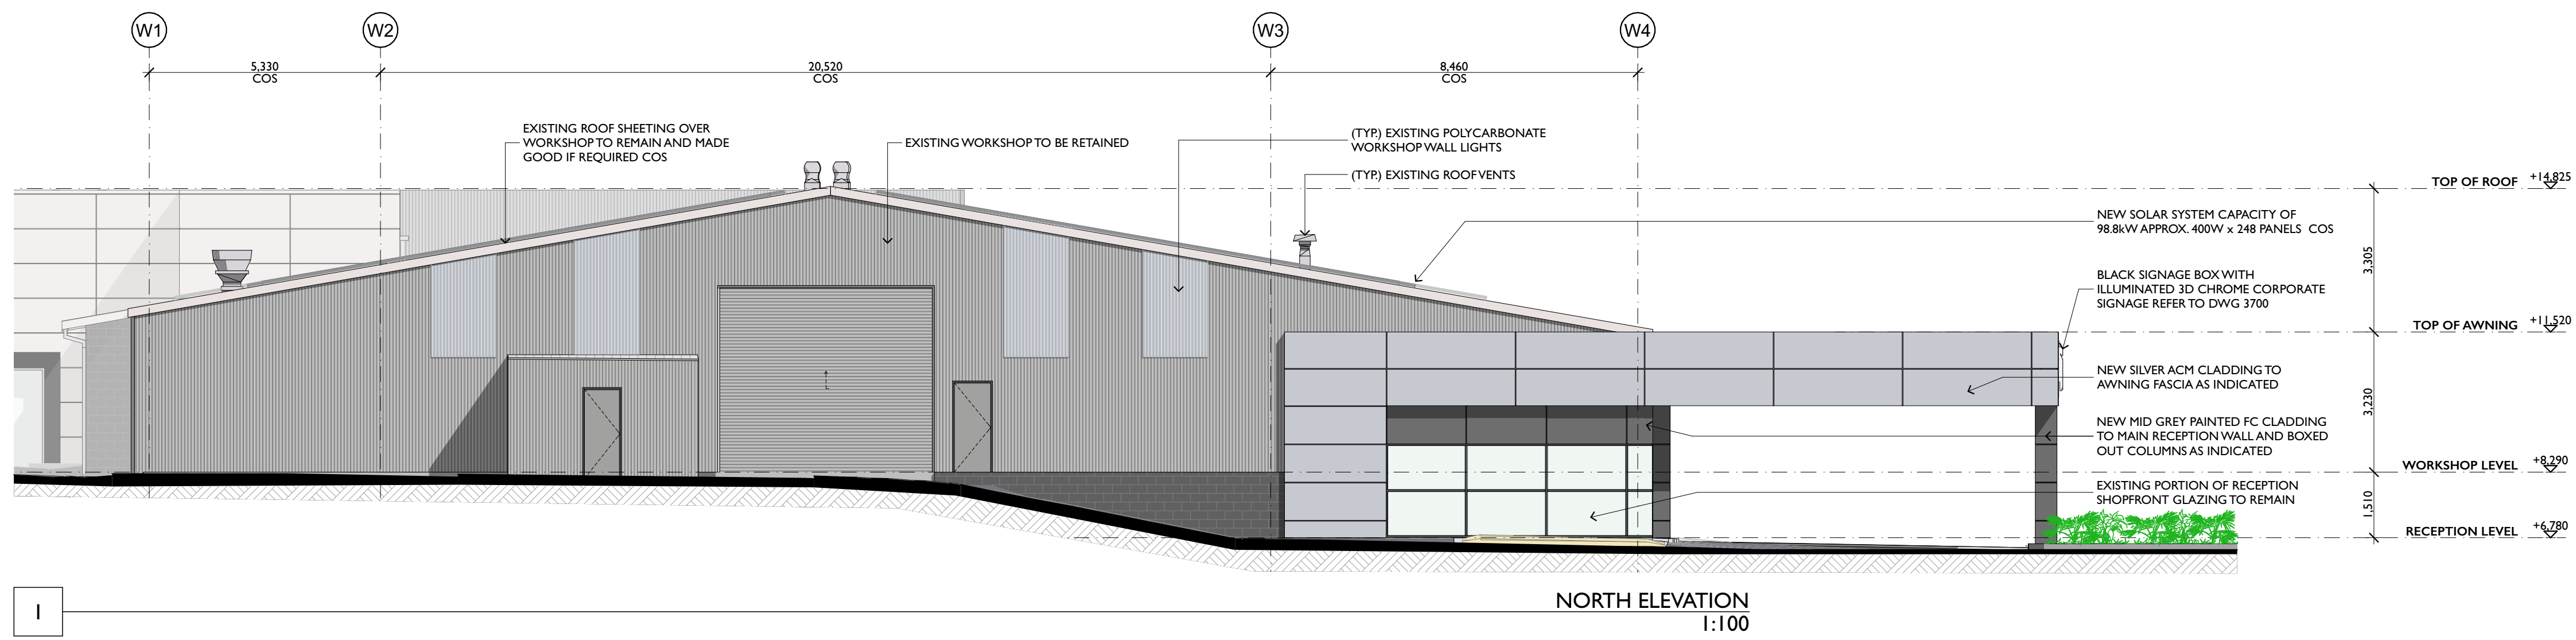 W1
W2
W3
W4
5,330
COS
20,520
COS
8,460
COS
EXISTING ROOF SHEETING OVER
WORKSHOP TO REMAIN AND MADE
GOOD IF REQUIRED COS
EXISTING WORKSHOP TO BE RETAINED
(TYP.) EXISTING POLYCARBONATE
WORKSHOP WALL LIGHTS
(TYP.) EXISTING ROOF VENTS
TOP OF ROOF
+14,825
NEW SOLAR SYSTEM CAPACITY OF
98.8kW APPROX. 400W x 248 PANELS COS
3,305
BLACK SIGNAGE BOX WITH
ILLUMINATED 3D CHROME CORPORATE
SIGNAGE REFER TO DWG 3700
TOP OF AWNING
+11,520
NEW SILVER ACM CLADDING TO
AWNING FASCIA AS INDICATED
3,230
NEW MID GREY PAINTED FC CLADDING
TO MAIN RECEPTION WALL AND BOXED
OUT COLUMNS AS INDICATED
WORKSHOP LEVEL
+8,290
EXISTING PORTION OF RECEPTION
SHOPFRONT GLAZING TO REMAIN
1,510
RECEPTION LEVEL
+6,780
1
NORTH ELEVATION
1:100